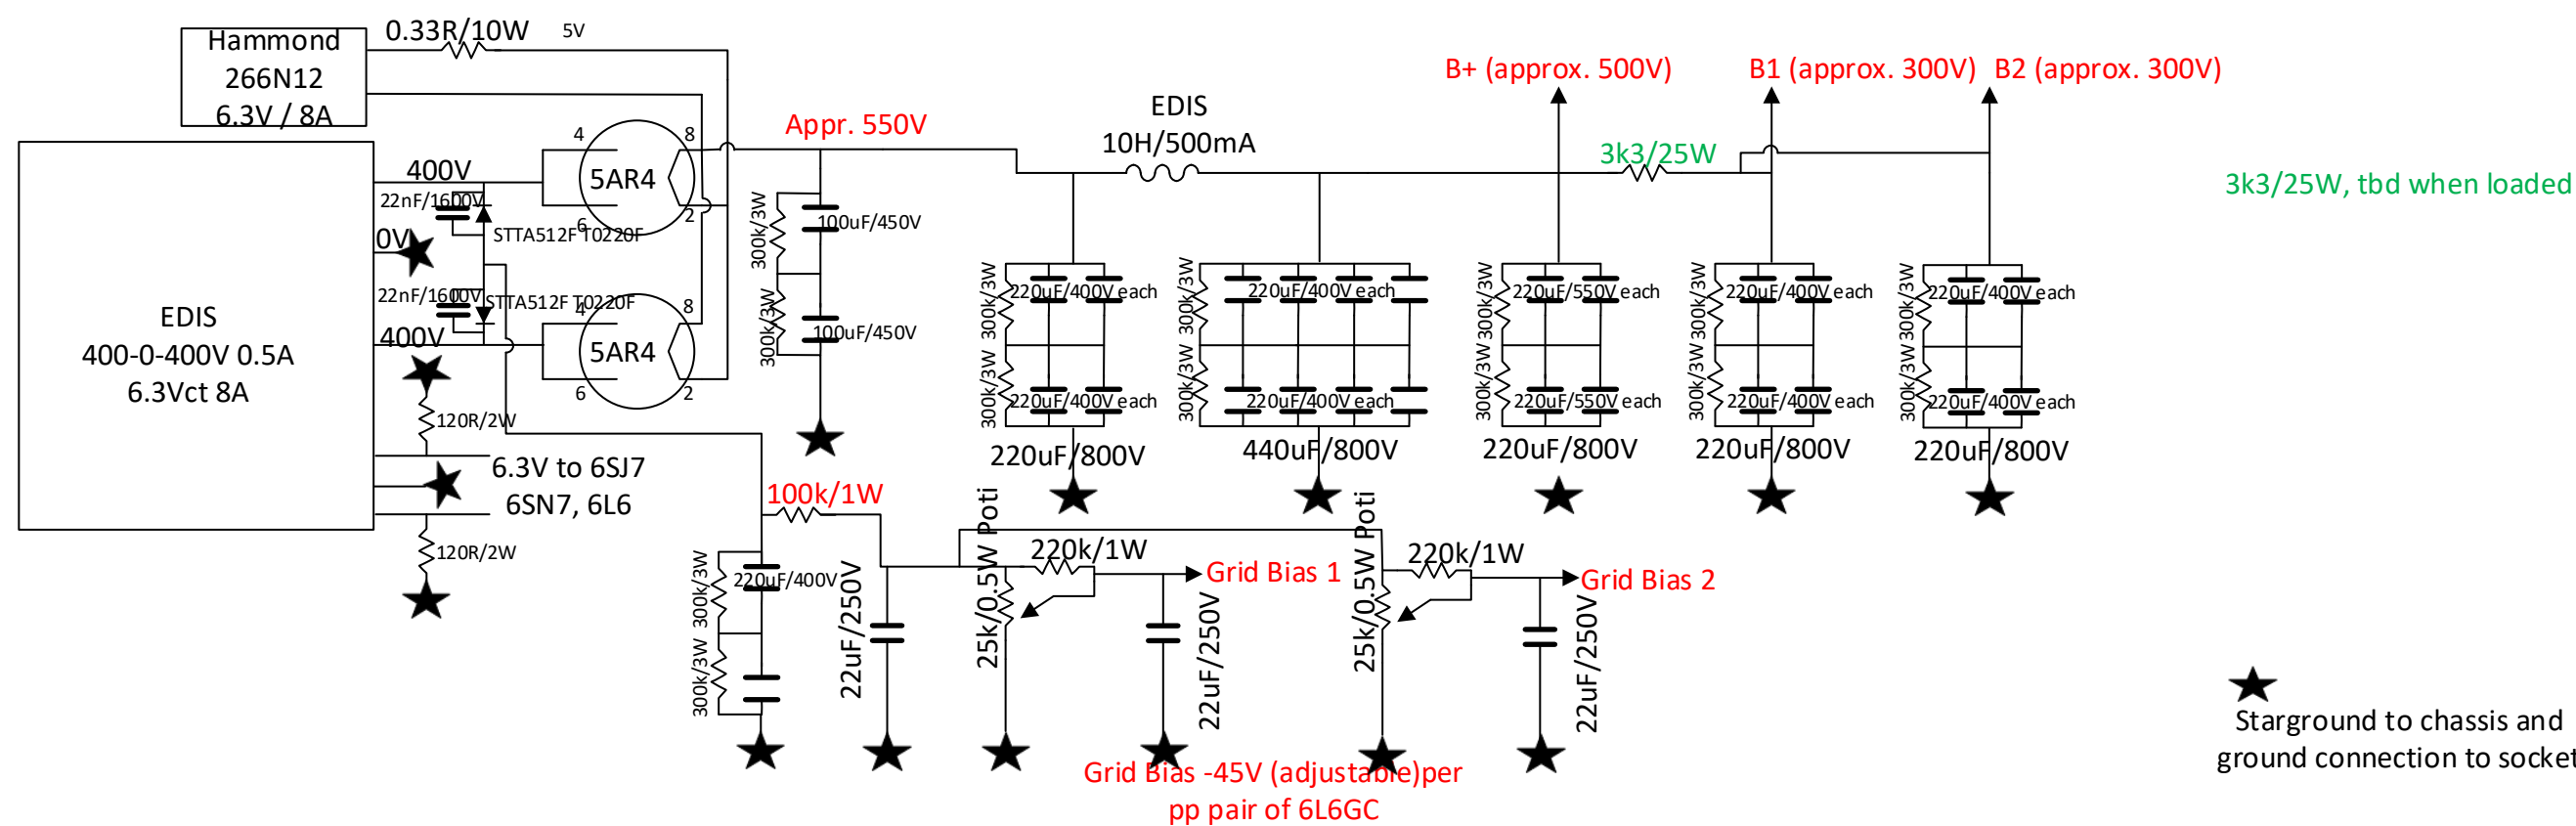 Hammond
266N12
6.3V / 8A
0.33R/10W
5V
EDIS
400-0-400V 0.5A
6.3Vct 8A
400V
22nF/1600V
STTA512F T0220F
0V
22nF/1600V
STTA512F T0220F
400V
4
8
5AR4
6
2
4
8
5AR4
6
2
120R/2W
6.3V to 6SJ7
6SN7, 6L6
120R/2W
Appr. 550V
300k/3W
100uF/450V
300k/3W
100uF/450V
EDIS
10H/500mA
B+ (approx. 500V)
B1 (approx. 300V)
B2 (approx. 300V)
3k3/25W
3k3/25W, tbd when loaded
300k/3W
220uF/400V each
300k/3W
220uF/400V each
220uF/800V
300k/3W
220uF/400V each
300k/3W
220uF/400V each
440uF/800V
300k/3W
220uF/550V each
300k/3W
220uF/550V each
220uF/800V
300k/3W
220uF/400V each
300k/3W
220uF/400V each
220uF/800V
300k/3W
220uF/400V each
300k/3W
220uF/400V each
220uF/800V
100k/1W
300k/3W
220uF/400V
300k/3W
22uF/250V
25k/0.5W Poti
220k/1W
Grid Bias 1
22uF/250V
25k/0.5W Poti
220k/1W
Grid Bias 2
22uF/250V
Grid Bias -45V (adjustable)per
pp pair of 6L6GC
Starground to chassis and
ground connection to socket